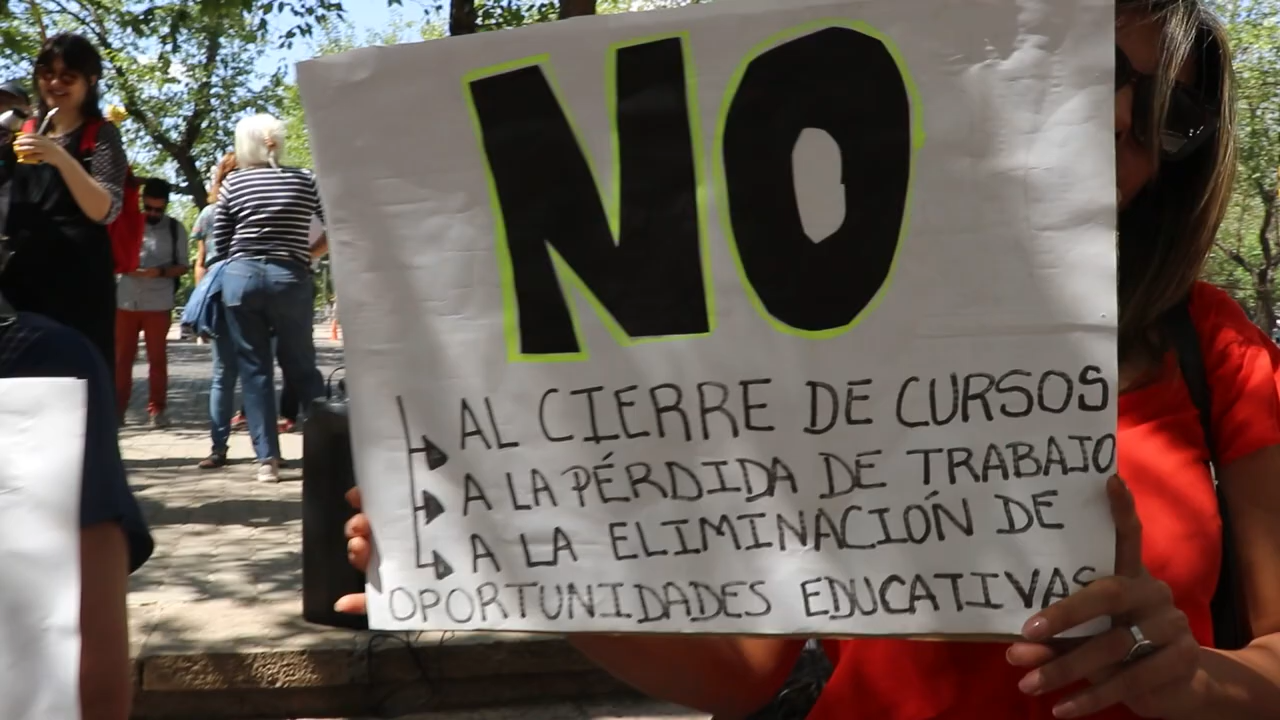 NO
AL CIERRE DE CURSOS
A LA PÉRDIDA DE TRABAJO
A LA ELIMINACIÓN DE
OPORTUNIDADES EDUCATIVAS